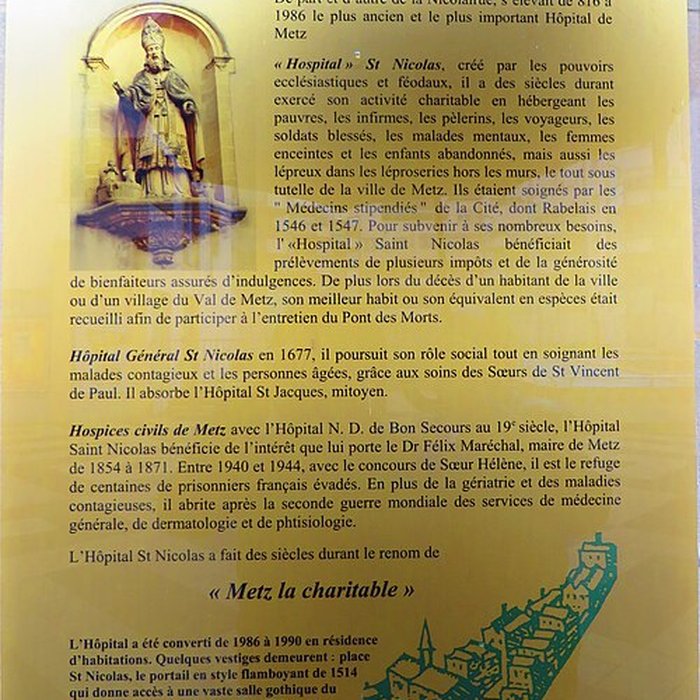 De part et d'autre de la Nicolaïtue, s'élevait de 816 à
1986 le plus ancien et le plus important Hôpital de
Metz
« Hospital » St Nicolas, créé par les pouvoirs
ecclésiastiques et féodaux, il a des siècles durant
exercé son activité charitable en hébergeant les
pauvres, les infirmes, les pèlerins, les voyageurs, les
soldats blessés, les malades mentaux, les femmes
enceintes et les enfants abandonnés, mais aussi les
lépreux dans les léproseries hors les murs, le tout sous
tutelle de la ville de Metz. Ils étaient soignés par les
" Médecins stipendiés " de la Cité, dont Rabelais en
1546 et 1547. Pour subvenir à ses nombreux besoins,
l' «Hospital » Saint Nicolas bénéficiait des
prélèvements de plusieurs impôts et de la générosité
de bienfaiteurs assurés d'indulgences. De plus lors du décès d'un habitant de la ville
ou d'un village du Val de Metz, son meilleur habit ou son équivalent en espèces était
recueilli afin de participer à l'entretien du Pont des Morts.
Hôpital Général St Nicolas en 1677, il poursuit son rôle social tout en soignant les
malades contagieux et les personnes âgées, grâce aux soins des Sœurs de St Vincent
de Paul. Il absorbe l'Hôpital St Jacques, mitoyen.
Hospices civils de Metz avec l'Hôpital N. D. de Bon Secours au 19e siècle, l'Hôpital
Saint Nicolas bénéficie de l'intérêt que lui porte le Dr Félix Maréchal, maire de Metz
de 1854 à 1871. Entre 1940 et 1944, avec le concours de Sœur Hélène, il est le refuge
de centaines de prisonniers français évadés. En plus de la gériatrie et des maladies
contagieuses, il abrite après la seconde guerre mondiale des services de médecine
générale, de dermatologie et de phtisiologie.
L'Hôpital St Nicolas a fait des siècles durant le renom de
« Metz la charitable »
L'Hôpital a été converti de 1986 à 1990 en résidence
d'habitations. Quelques vestiges demeurent : place
St Nicolas, le portail en style flamboyant de 1514
qui donne accès à une vaste salle gothique du